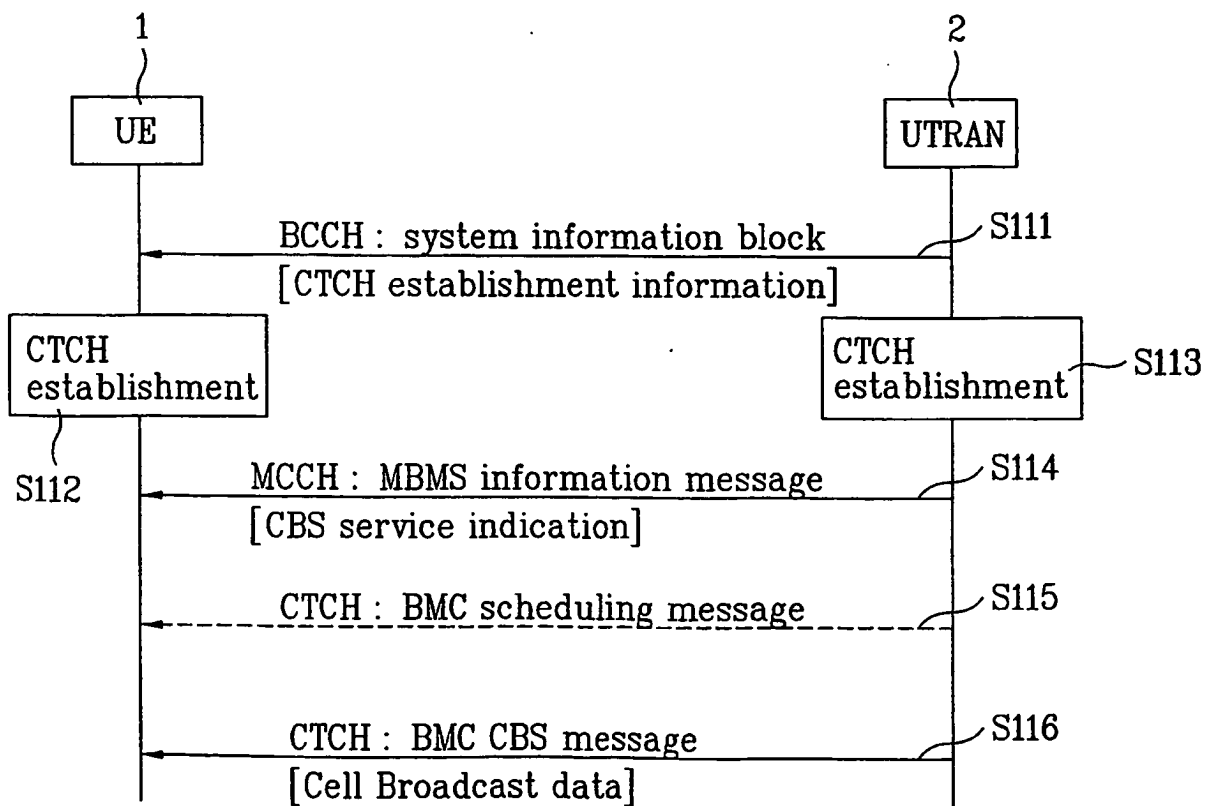 1
2
UE
UTRAN
BCCH : system information block
S111
[CTCH establishment information]
CTCH
establishment
CTCH
establishment
S113
S112
MCCH : MBMS information message
S114
[CBS service indication]
CTCH : BMC scheduling message
S115
CTCH : BMC CBS message
S116
[Cell Broadcast data]